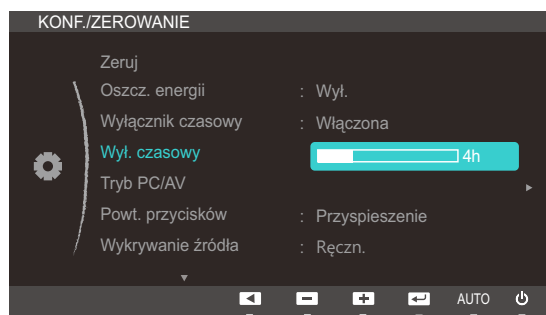 KONF./ZEROWANIE
Zeruj
Oszcz. energii : Wył.
Wyłącznik czasowy : Włączona
Wył. czasowy 4h
Tryb PC/AV
Powt. przycisków : Przyspieszenie
Wykrywanie źródła : Ręczn.
AUTO